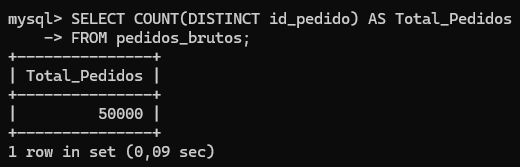 mysql> SELECT COUNT(DISTINCT id_pedido) AS Total_Pedidos
    -> FROM pedidos_brutos;
+---------------+
| Total_Pedidos |
+---------------+
|         50000 |
+---------------+
1 row in set (0,09 sec)